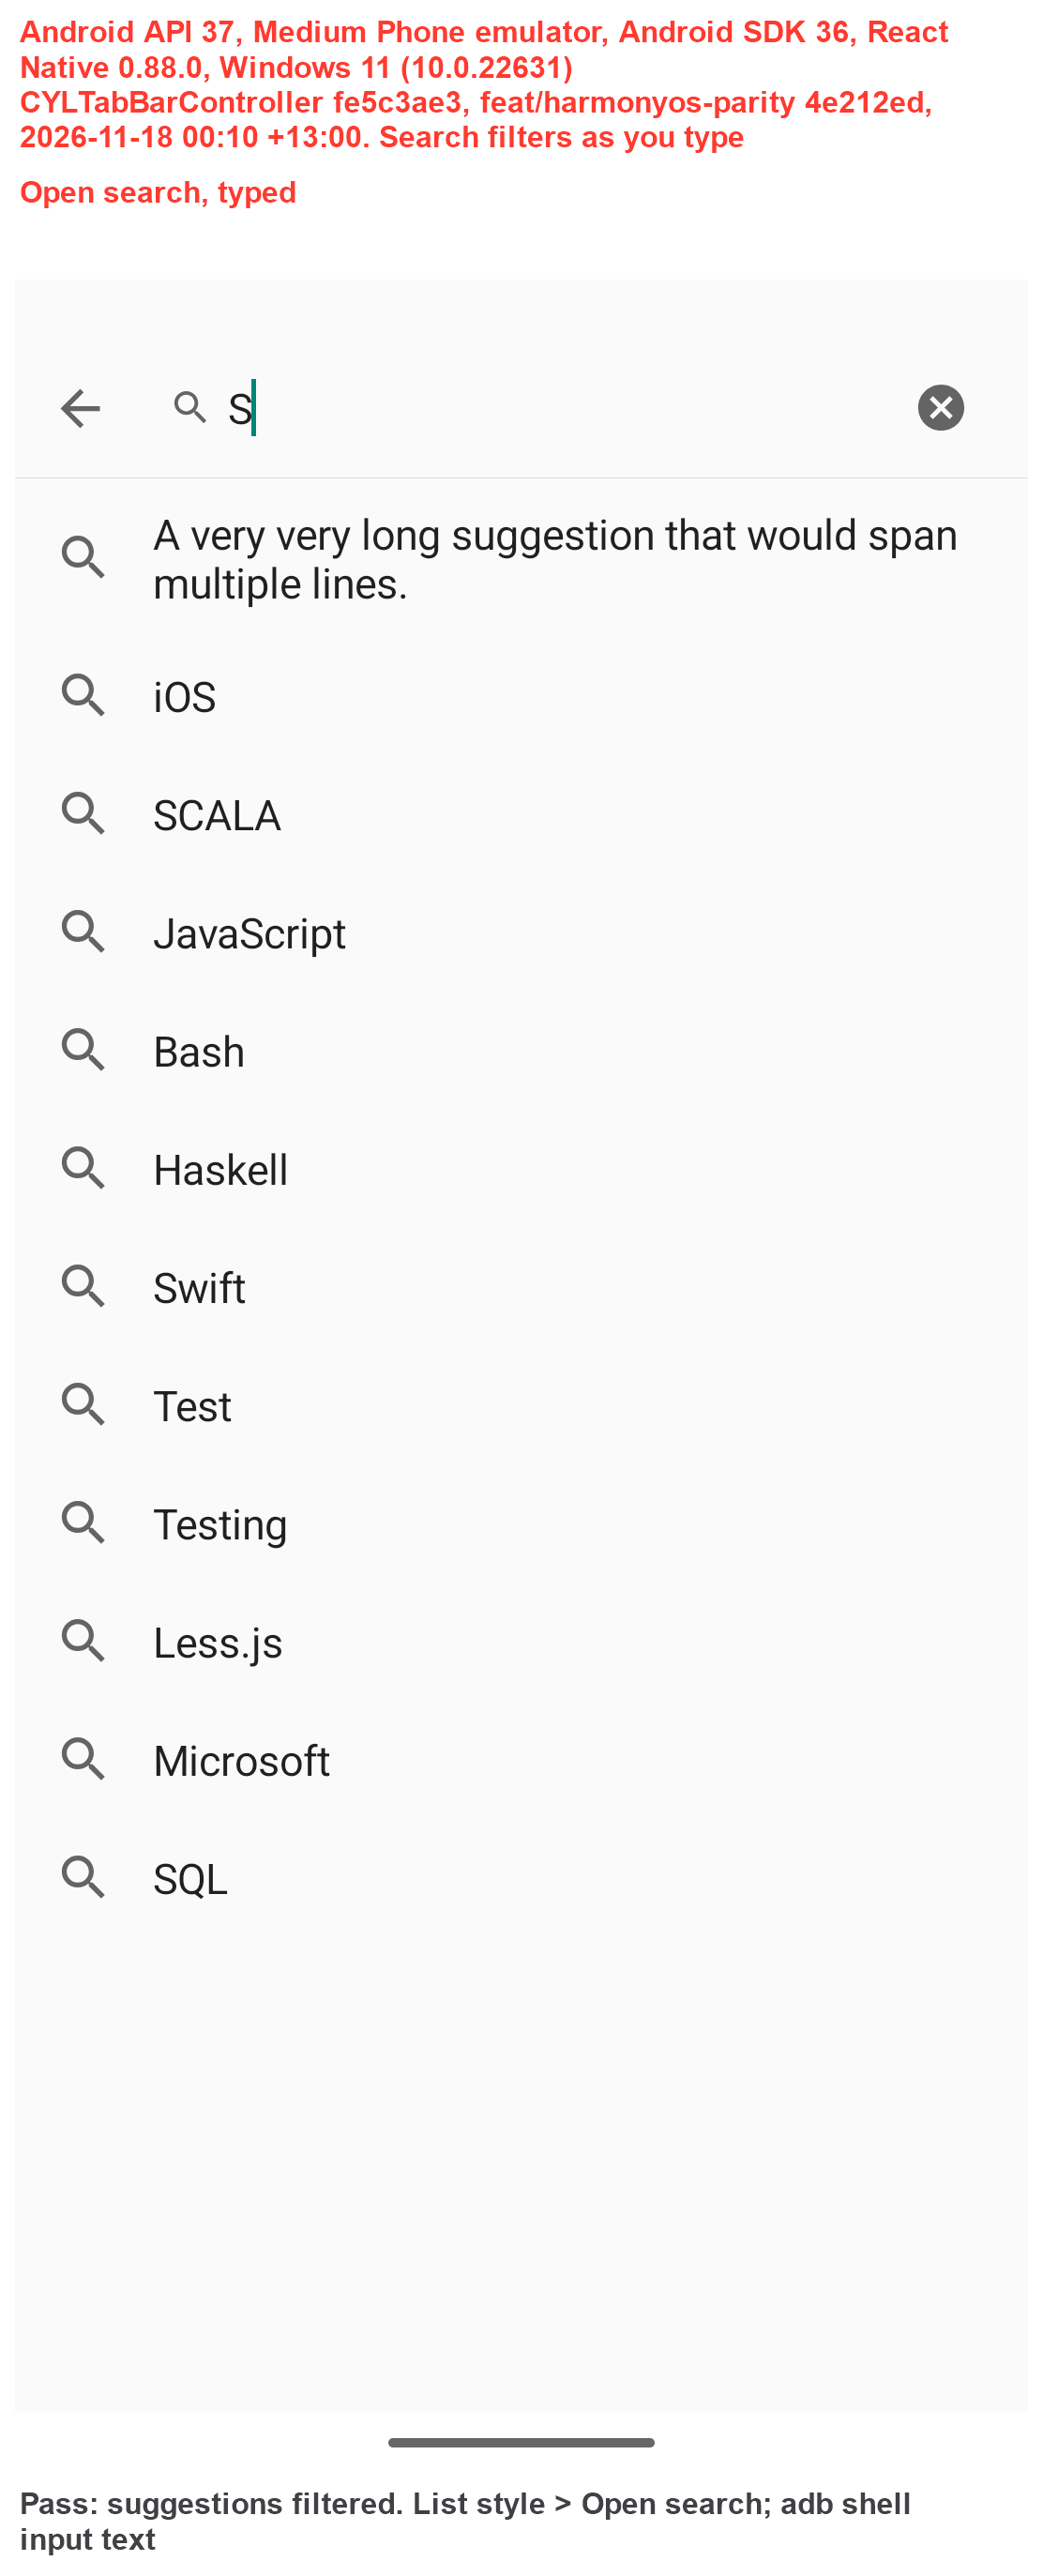 Android API 37, Medium Phone emulator, Android SDK 36, React
Native 0.88.0, Windows 11 (10.0.22631)
CYLTabBarController fe5c3ae3, feat/harmonyos-parity 4e212ed,
2026-11-18 00:10 +13:00. Search filters as you type
Open search, typed
S
A very very long suggestion that would span
multiple lines.
iOS
SCALA
JavaScript
Bash
Haskell
Swift
Test
Testing
Less.js
Microsoft
SQL
Pass: suggestions filtered. List style > Open search; adb shell
input text